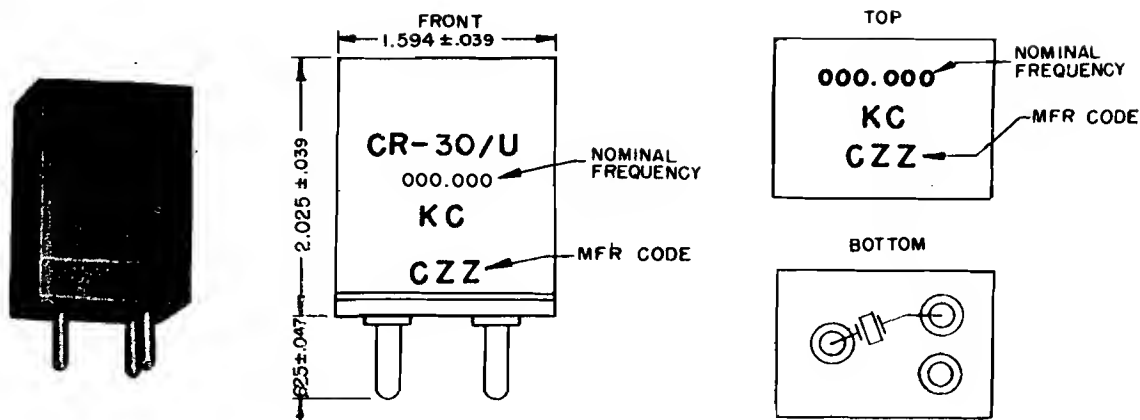 FRONT
1.594 ±.039
2.025 ±.039
.625±.047
CR-30/U
000.000
KC
CZZ
NOMINAL
FREQUENCY
MFR CODE
TOP
000.000
KC
CZZ
NOMINAL
FREQUENCY
MFR CODE
BOTTOM